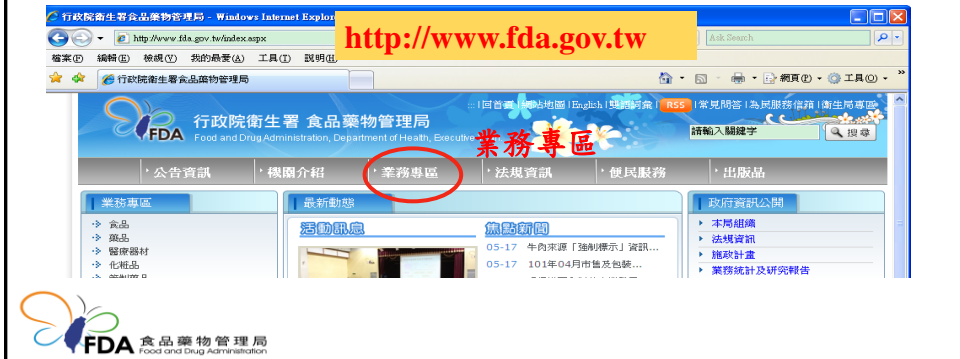 行政院衛生署食品藥物管理局 - Windows Internet Explor
http://www.fda.gov.tw
http://www.fda.gov.tw/index.aspx
Ask Search
檔案(F) 編輯(E) 檢視(V) 我的最愛(A) 工具(T) 說明(H)
行政院衛生署食品藥物管理局
網頁(P) 工具(O)
回首頁 | 網站地圖 | English | 雙語詞彙 | RSS | 常見問答 | 為民服務信箱 | 衛生局專區
FDA 行政院衛生署 食品藥物管理局
Food and Drug Administration, Department of Health, Executive
業務專區
請輸入關鍵字 搜尋
公告資訊 機關介紹 業務專區 法規資訊 便民服務 出版品
業務專區 最新動態 政府資訊公開
食品
藥品
醫療器材
化粧品
活動訊息 焦點新聞
05-17 牛肉來源「強制標示」資訊...
05-17 101年04月市售及包裝...
本局組織
法規資訊
施政計畫
業務統計及研究報告
FDA 食品藥物管理局
Food and Drug Administration